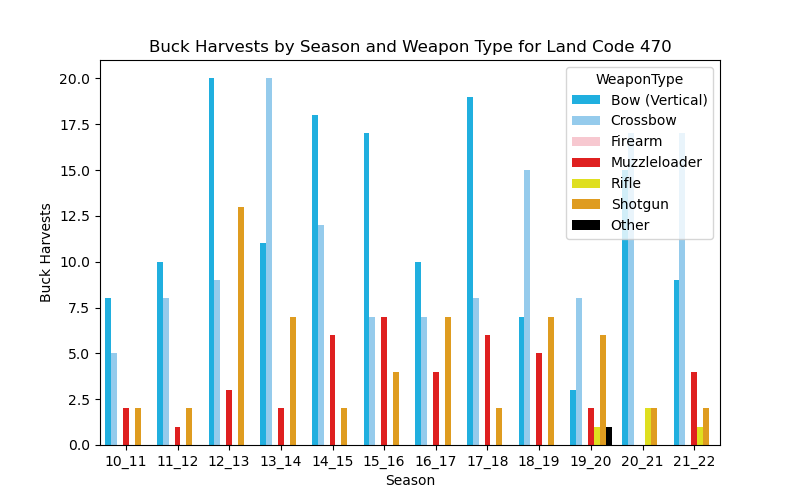 Buck Harvests by Season and Weapon Type for Land Code 470
Buck Harvests
20.0
17.5
15.0
12.5
10.0
7.5
5.0
2.5
0.0
WeaponType
Bow (Vertical)
Crossbow
Firearm
Muzzleloader
Rifle
Shotgun
Other
10_11 11_12 12_13 13_14 14_15 15_16 16_17 17_18 18_19 19_20 20_21 21_22
Season